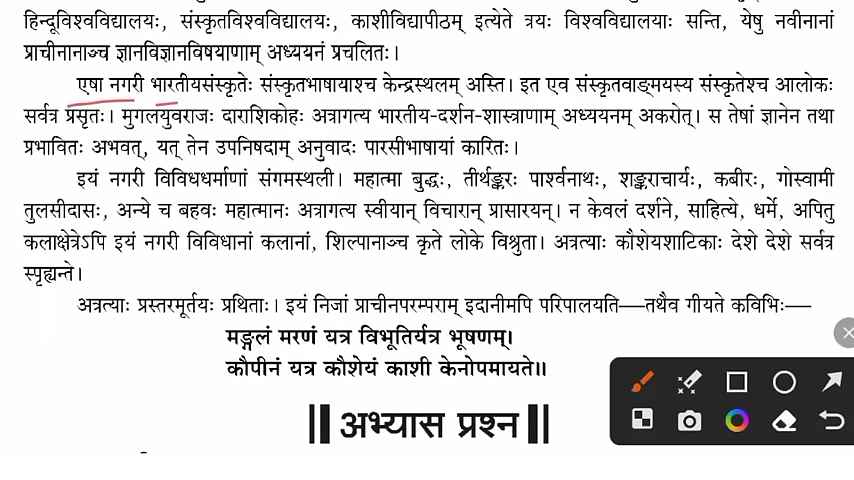 हिन्दूविश्वविद्यालयः, संस्कृतविश्वविद्यालयः, काशीविद्यापीठम् इत्येते त्रयः विश्वविद्यालयाः सन्ति, येषु नवीनानां
प्राचीनानाञ्च ज्ञानविज्ञानविषयाणाम् अध्ययनं प्रचलितः।
एषा नगरी भारतीयसंस्कृतेः संस्कृतभाषायाश्च केन्द्रस्थलम् अस्ति। इत एव संस्कृतवाङ्मयस्य संस्कृतेश्च आलोकः
सर्वत्र प्रसृतः। मुगलयुवराजः दाराशिकोहः अत्रागत्य भारतीय-दर्शन-शास्त्राणाम् अध्ययनम् अकरोत्। स तेषां ज्ञानेन तथा
प्रभावितः अभवत्, यत् तेन उपनिषदाम् अनुवादः पारसीभाषायां कारितः।
इयं नगरी विविधधर्माणां संगमस्थली। महात्मा बुद्धः, तीर्थङ्करः पार्श्वनाथः, शङ्कराचार्यः, कबीरः, गोस्वामी
तुलसीदासः, अन्ये च बहवः महात्मानः अत्रागत्य स्वीयान् विचारान् प्रासारयन्। न केवलं दर्शने, साहित्ये, धर्मे, अपितु
कलाक्षेत्रेऽपि इयं नगरी विविधानां कलानां, शिल्पानाञ्च कृते लोके विश्रुता। अत्रत्याः कौशेयशाटिकाः देशे देशे सर्वत्र
स्पृह्यन्ते।
अत्रत्याः प्रस्तरमूर्तयः प्रथिताः। इयं निजां प्राचीनपरम्पराम् इदानीमपि परिपालयति—तथैव गीयते कविभिः—
मङ्गलं मरणं यत्र विभूतिर्यत्र भूषणम्।
कौपीनं यत्र कौशेयं काशी केनोपमायते॥
|| अभ्यास प्रश्न ||